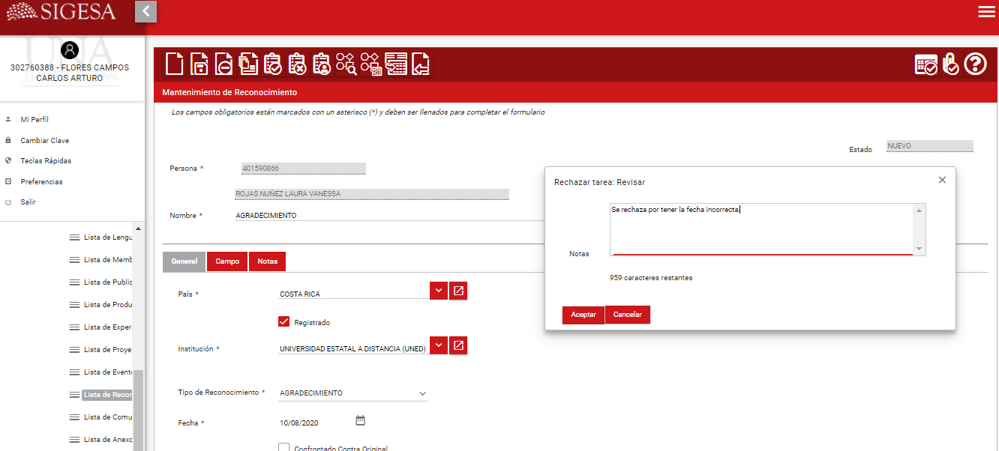 SIGESA
UNA
302760388 - FLORES CAMPOS
CARLOS ARTURO
Mi Perfil
Cambiar Clave
Teclas Rápidas
Preferencias
Salir
Lista de Lengu
Lista de Memb
Lista de Public
Lista de Produ
Lista de Exper
Lista de Proye
Lista de Evento
Lista de Recor
Lista de Comu
Lista de Anexo
Mantenimiento de Reconocimiento
Los campos obligatorios están marcados con un asterisco (*) y deben ser llenados para completar el formulario
Estado NUEVO
Persona * 401590866
ROJAS NUÑEZ LAURA VANESSA
Nombre * AGRADECIMIENTO
General Campo Notas
País * COSTA RICA
Registrado
Institución * UNIVERSIDAD ESTATAL A DISTANCIA (UNED)
Tipo de Reconocimiento * AGRADECIMIENTO
Fecha * 10/08/2020
Confrontado Contra Original
Rechazar tarea: Revisar
Se rechaza por tener la fecha incorrecta.
Notas
959 caracteres restantes
Aceptar Cancelar